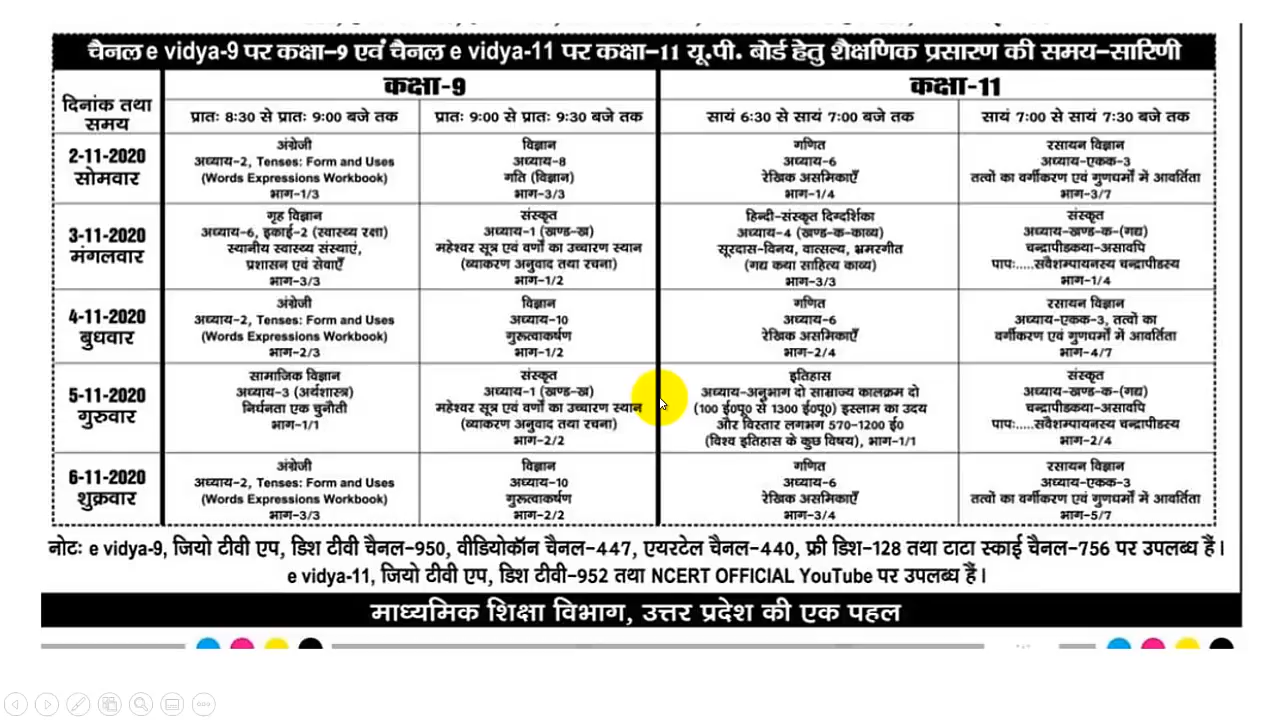 चैनल e vidya-9 पर कक्षा-9 एवं चैनल e vidya-11 पर कक्षा-11 यू.पी. बोर्ड हेतु शैक्षणिक प्रसारण की समय-सारिणी
दिनांक तथा
समय
कक्षा-9
कक्षा-11
प्रातः 8:30 से प्रातः 9:00 बजे तक
प्रातः 9:00 से प्रातः 9:30 बजे तक
सायं 6:30 से सायं 7:00 बजे तक
सायं 7:00 से सायं 7:30 बजे तक
2-11-2020
सोमवार
अंग्रेजी
अध्याय-2, Tenses: Form and Uses
(Words Expressions Workbook)
भाग-1/3
विज्ञान
अध्याय-8
गति (विज्ञान)
भाग-3/3
गणित
अध्याय-6
रेखिक असमिकाएँ
भाग-1/4
रसायन विज्ञान
अध्याय-एकक-3
तत्वों का वर्गीकरण एवं गुणधर्मों में आवर्तिता
भाग-3/7
3-11-2020
मंगलवार
गृह विज्ञान
अध्याय-6, इकाई-2 (स्वास्थ्य रक्षा)
स्थानीय स्वास्थ्य संस्थाएं,
प्रशासन एवं सेवाएँ
भाग-3/3
संस्कृत
अध्याय-1 (खण्ड-ख)
महेश्वर सूत्र एवं वर्णों का उच्चारण स्थान
(व्याकरण अनुवाद तथा रचना)
भाग-1/2
हिन्दी-संस्कृत दिग्दर्शिका
अध्याय-4 (खण्ड-क-काव्य)
सूरदास-विनय, वात्सल्य, भ्रमरगीत
(गद्य कथा साहित्य काव्य)
भाग-3/3
संस्कृत
अध्याय-खण्ड-क-(गद्य)
चन्द्रापीडकथा-असावपि
पापः.....सवैशम्पायनस्य चन्द्रापीडस्य
भाग-1/4
4-11-2020
बुधवार
अंग्रेजी
अध्याय-2, Tenses: Form and Uses
(Words Expressions Workbook)
भाग-2/3
विज्ञान
अध्याय-10
गुरूत्वाकर्षण
भाग-1/2
गणित
अध्याय-6
रेखिक असमिकाएँ
भाग-2/4
रसायन विज्ञान
अध्याय-एकक-3, तत्वों का
वर्गीकरण एवं गुणधर्मों में आवर्तिता
भाग-4/7
5-11-2020
गुरुवार
सामाजिक विज्ञान
अध्याय-3 (अर्थशास्त्र)
निर्धनता एक चुनौती
भाग-1/1
संस्कृत
अध्याय-1 (खण्ड-ख)
महेश्वर सूत्र एवं वर्णों का उच्चारण स्थान
(व्याकरण अनुवाद तथा रचना)
भाग-2/2
इतिहास
अध्याय-अनुभाग दो साम्राज्य कालक्रम दो
(100 ई0पू0 से 1300 ई0पू0) इस्लाम का उदय
और विस्तार लगभग 570-1200 ई0
(विश्व इतिहास के कुछ विषय), भाग-1/1
संस्कृत
अध्याय-खण्ड-क-(गद्य)
चन्द्रापीडकथा-असावपि
पापः.....सवैशम्पायनस्य चन्द्रापीडस्य
भाग-2/4
6-11-2020
शुक्रवार
अंग्रेजी
अध्याय-2, Tenses: Form and Uses
(Words Expressions Workbook)
भाग-3/3
विज्ञान
अध्याय-10
गुरूत्वाकर्षण
भाग-2/2
गणित
अध्याय-6
रेखिक असमिकाएँ
भाग-3/4
रसायन विज्ञान
अध्याय-एकक-3
तत्वों का वर्गीकरण एवं गुणधर्मों में आवर्तिता
भाग-5/7
नोटः e vidya-9, जियो टीवी एप, डिश टीवी चैनल-950, वीडियोकॉन चैनल-447, एयरटेल चैनल-440, फ्री डिश-128 तथा टाटा स्काई चैनल-756 पर उपलब्ध हैं।
e vidya-11, जियो टीवी एप, डिश टीवी-952 तथा NCERT OFFICIAL YouTube पर उपलब्ध हैं।
माध्यमिक शिक्षा विभाग, उत्तर प्रदेश की एक पहल